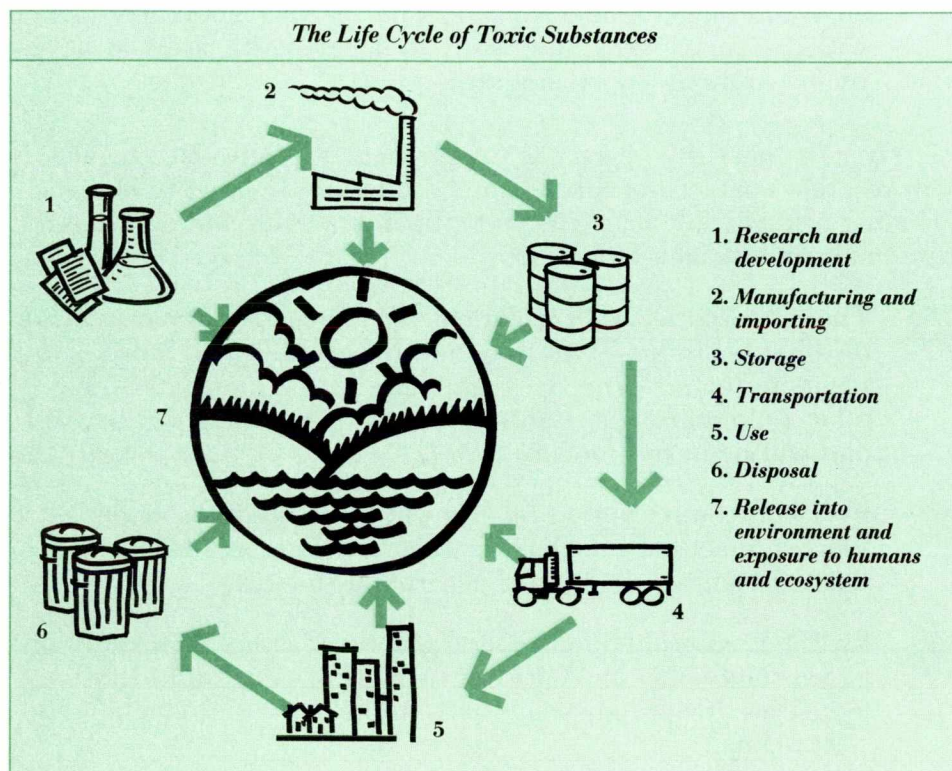 The Life Cycle of Toxic Substances
2
1
3
1. Research and
development
2. Manufacturing and
importing
3. Storage
4. Transportation
5. Use
6. Disposal
7. Release into
environment and
exposure to humans
and ecosystem
7
6
4
5